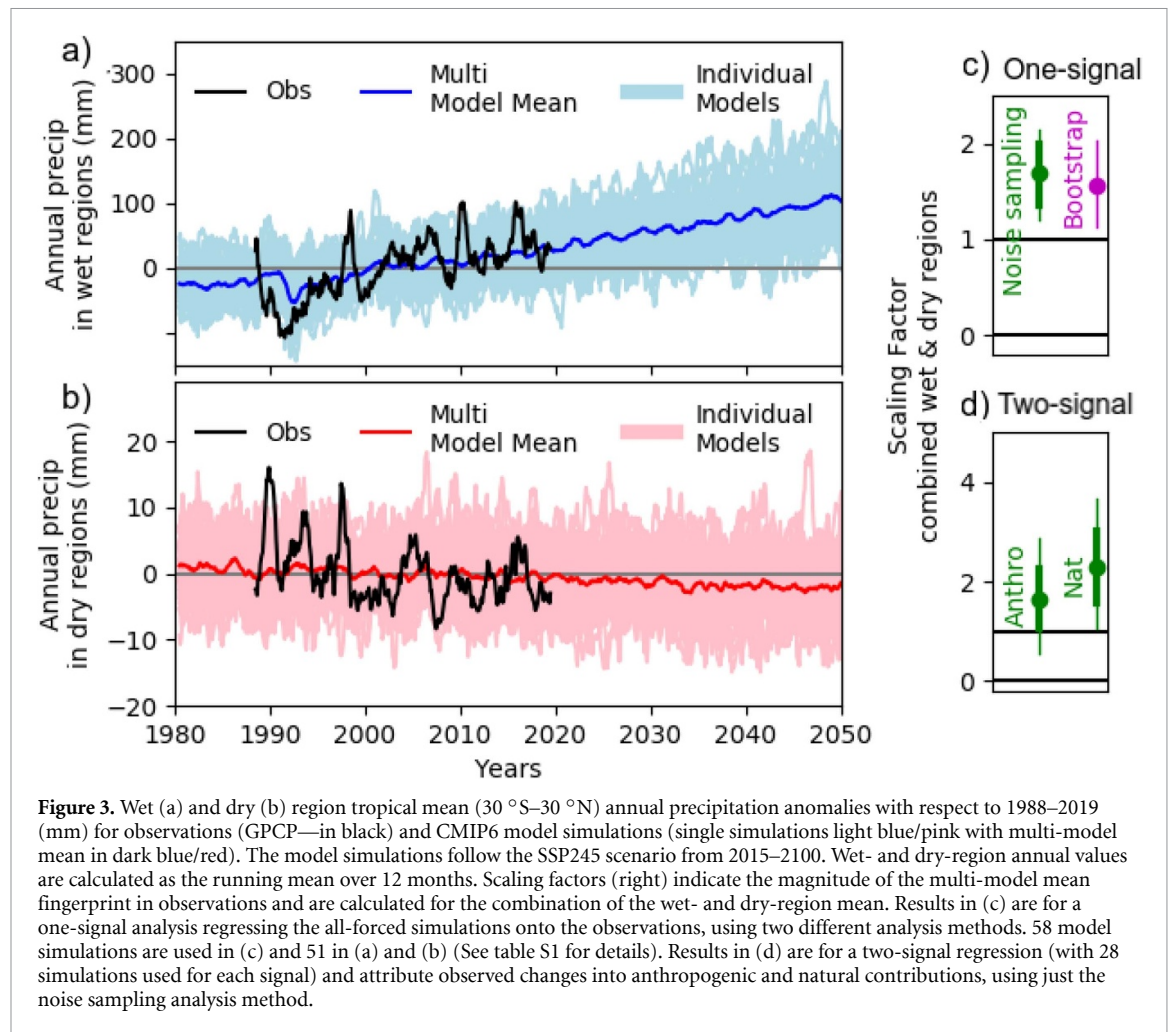 a)
300
200
100
0
Annual precip
in wet regions (mm)
Obs
Multi
Model Mean
Individual
Models
b)
20
10
0
−10
−20
Annual precip
in dry regions (mm)
Obs
Multi
Model Mean
Individual
Models
1980 1990 2000 2010 2020 2030 2040 2050
Years
c) One-signal
2
1
0
Noise sampling
Bootstrap
Scaling Factor
combined wet & dry regions
d) Two-signal
4
2
0
Anthro
Nat
Figure 3. Wet (a) and dry (b) region tropical mean (30 °S–30 °N) annual precipitation anomalies with respect to 1988–2019
(mm) for observations (GPCP—in black) and CMIP6 model simulations (single simulations light blue/pink with multi-model
mean in dark blue/red). The model simulations follow the SSP245 scenario from 2015–2100. Wet- and dry-region annual values
are calculated as the running mean over 12 months. Scaling factors (right) indicate the magnitude of the multi-model mean
fingerprint in observations and are calculated for the combination of the wet- and dry-region mean. Results in (c) are for a
one-signal analysis regressing the all-forced simulations onto the observations, using two different analysis methods. 58 model
simulations are used in (c) and 51 in (a) and (b) (See table S1 for details). Results in (d) are for a two-signal regression (with 28
simulations used for each signal) and attribute observed changes into anthropogenic and natural contributions, using just the
noise sampling analysis method.